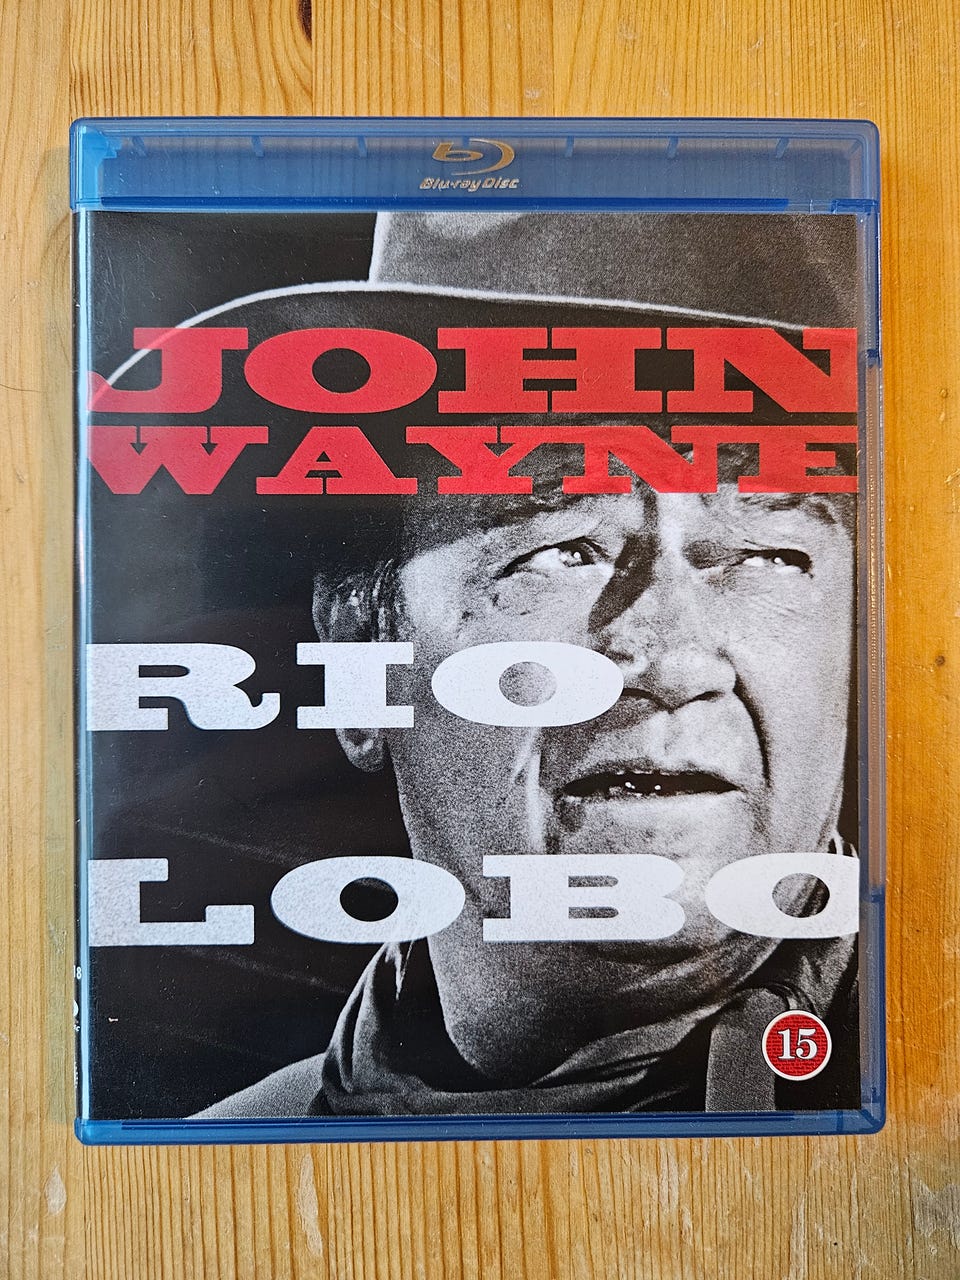 Blu-ray Disc
JOHN
WAYNE
RIO
LOBO
15